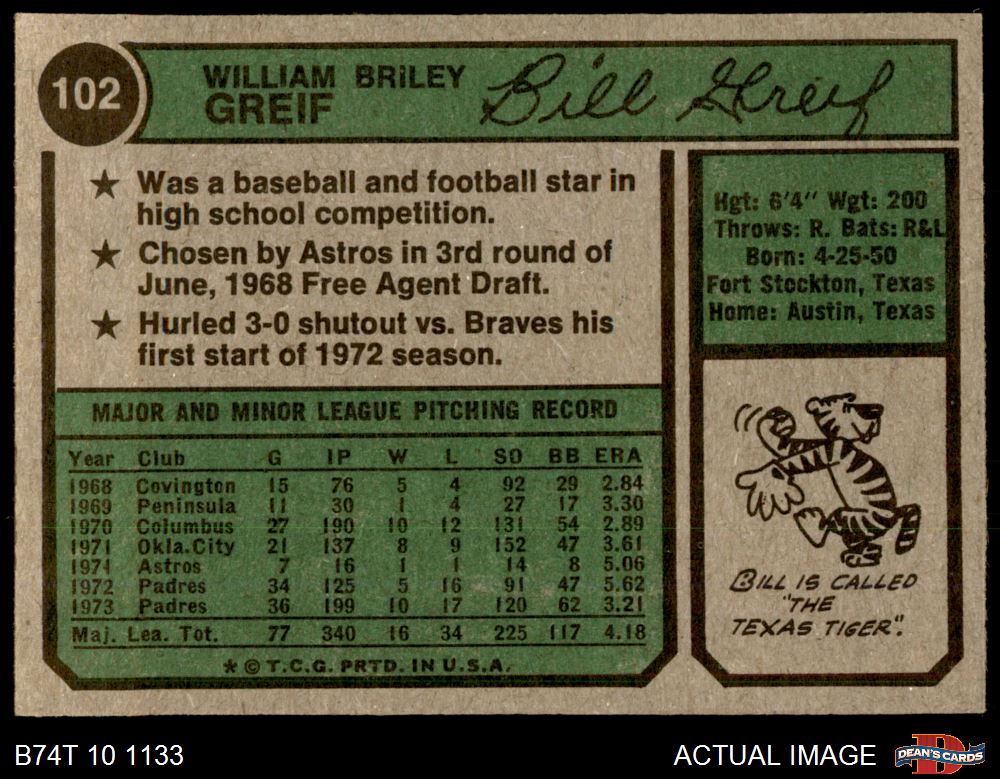 102
WILLIAM BRILEY
GREIF
Bill Greif
★ Was a baseball and football star in
high school competition.
★ Chosen by Astros in 3rd round of
June, 1968 Free Agent Draft.
★ Hurled 3-0 shutout vs. Braves his
first start of 1972 season.
Hgt: 6'4" Wgt: 200
Throws: R. Bats: R&L
Born: 4-25-50
Fort Stockton, Texas
Home: Austin, Texas
MAJOR AND MINOR LEAGUE PITCHING RECORD
Year Club G IP W L SO BB ERA
1968 Covington 15 76 5 4 92 29 2.84
1969 Peninsula 11 30 1 4 27 17 3.30
1970 Columbus 27 190 10 12 131 54 2.89
1971 Okla.City 21 137 8 9 152 47 3.61
1971 Astros 7 16 1 1 14 8 5.06
1972 Padres 34 125 5 16 91 47 5.62
1973 Padres 36 199 10 17 120 62 3.21
Maj. Lea. Tot. 77 340 16 34 225 117 4.18
★ © T.C.G. PRTD. IN U.S.A.
BILL IS CALLED
"THE
TEXAS TIGER".
B74T 10 1133
ACTUAL IMAGE
DEAN'S CARDS